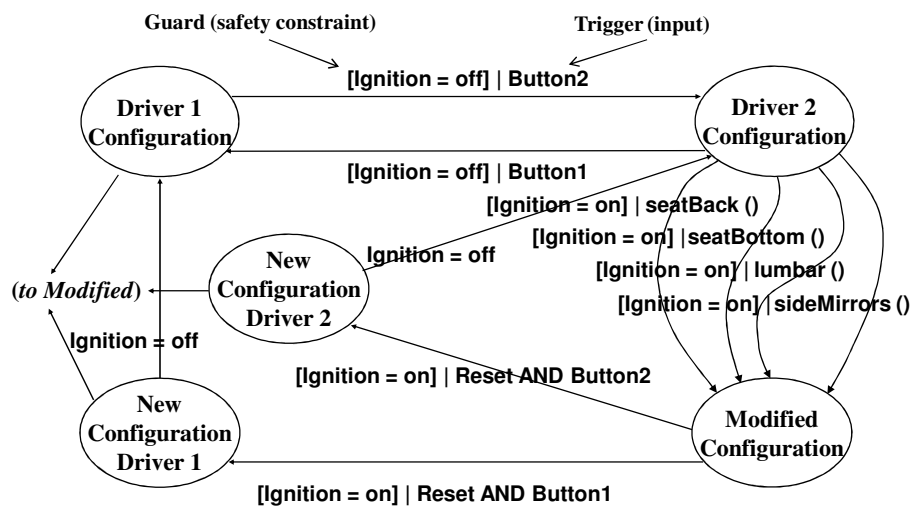 Guard (safety constraint)
Trigger (input)
[Ignition = off] | Button2
Driver 1
Configuration
Driver 2
Configuration
[Ignition = off] | Button1
[Ignition = on] | seatBack ()
[Ignition = on] |seatBottom ()
Ignition = off
New
Configuration
Driver 2
[Ignition = on] | lumbar ()
(to Modified)
[Ignition = on] |sideMirrors ()
Ignition = off
[Ignition = on] | Reset AND Button2
New
Configuration
Driver 1
Modified
Configuration
[Ignition = on] | Reset AND Button1